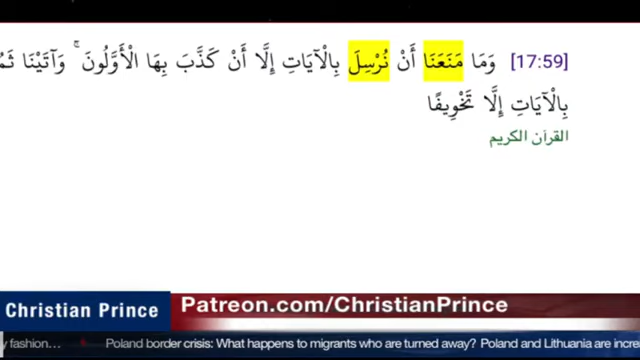 [17:59] وَمَا مَنَعَنَا أَنْ نُرْسِلَ بِالْآيَاتِ إِلَّا أَنْ كَذَّبَ بِهَا الْأَوَّلُونَ ۚ وَآتَيْنَا
بِالْآيَاتِ إِلَّا تَخْوِيفًا
القرآن الكريم
Christian Prince
Patreon.com/ChristianPrince
fashion... Poland border crisis: What happens to migrants who are turned away? Poland and Lithuania are